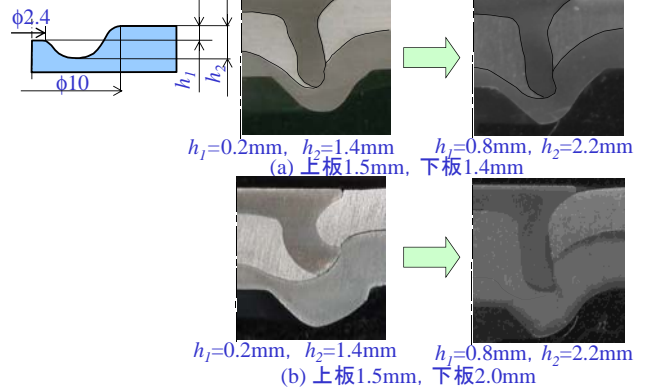 ϕ2.4
h1
h2
ϕ10
h1=0.2mm, h2=1.4mm
h1=0.8mm, h2=2.2mm
(a) 上板1.5mm, 下板1.4mm
h1=0.2mm, h2=1.4mm
h1=0.8mm, h2=2.2mm
(b) 上板1.5mm, 下板2.0mm